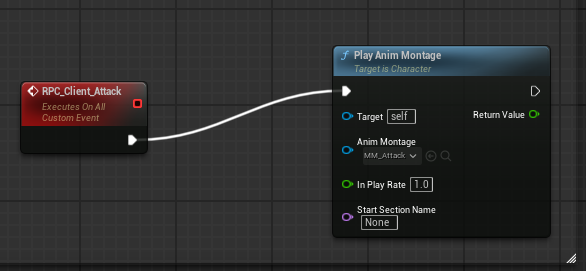 RPC_Client_Attack
Executes On All
Custom Event
f Play Anim Montage
Target is Character
Target self
Return Value
Anim Montage
MM_Attack
In Play Rate 1.0
Start Section Name
None